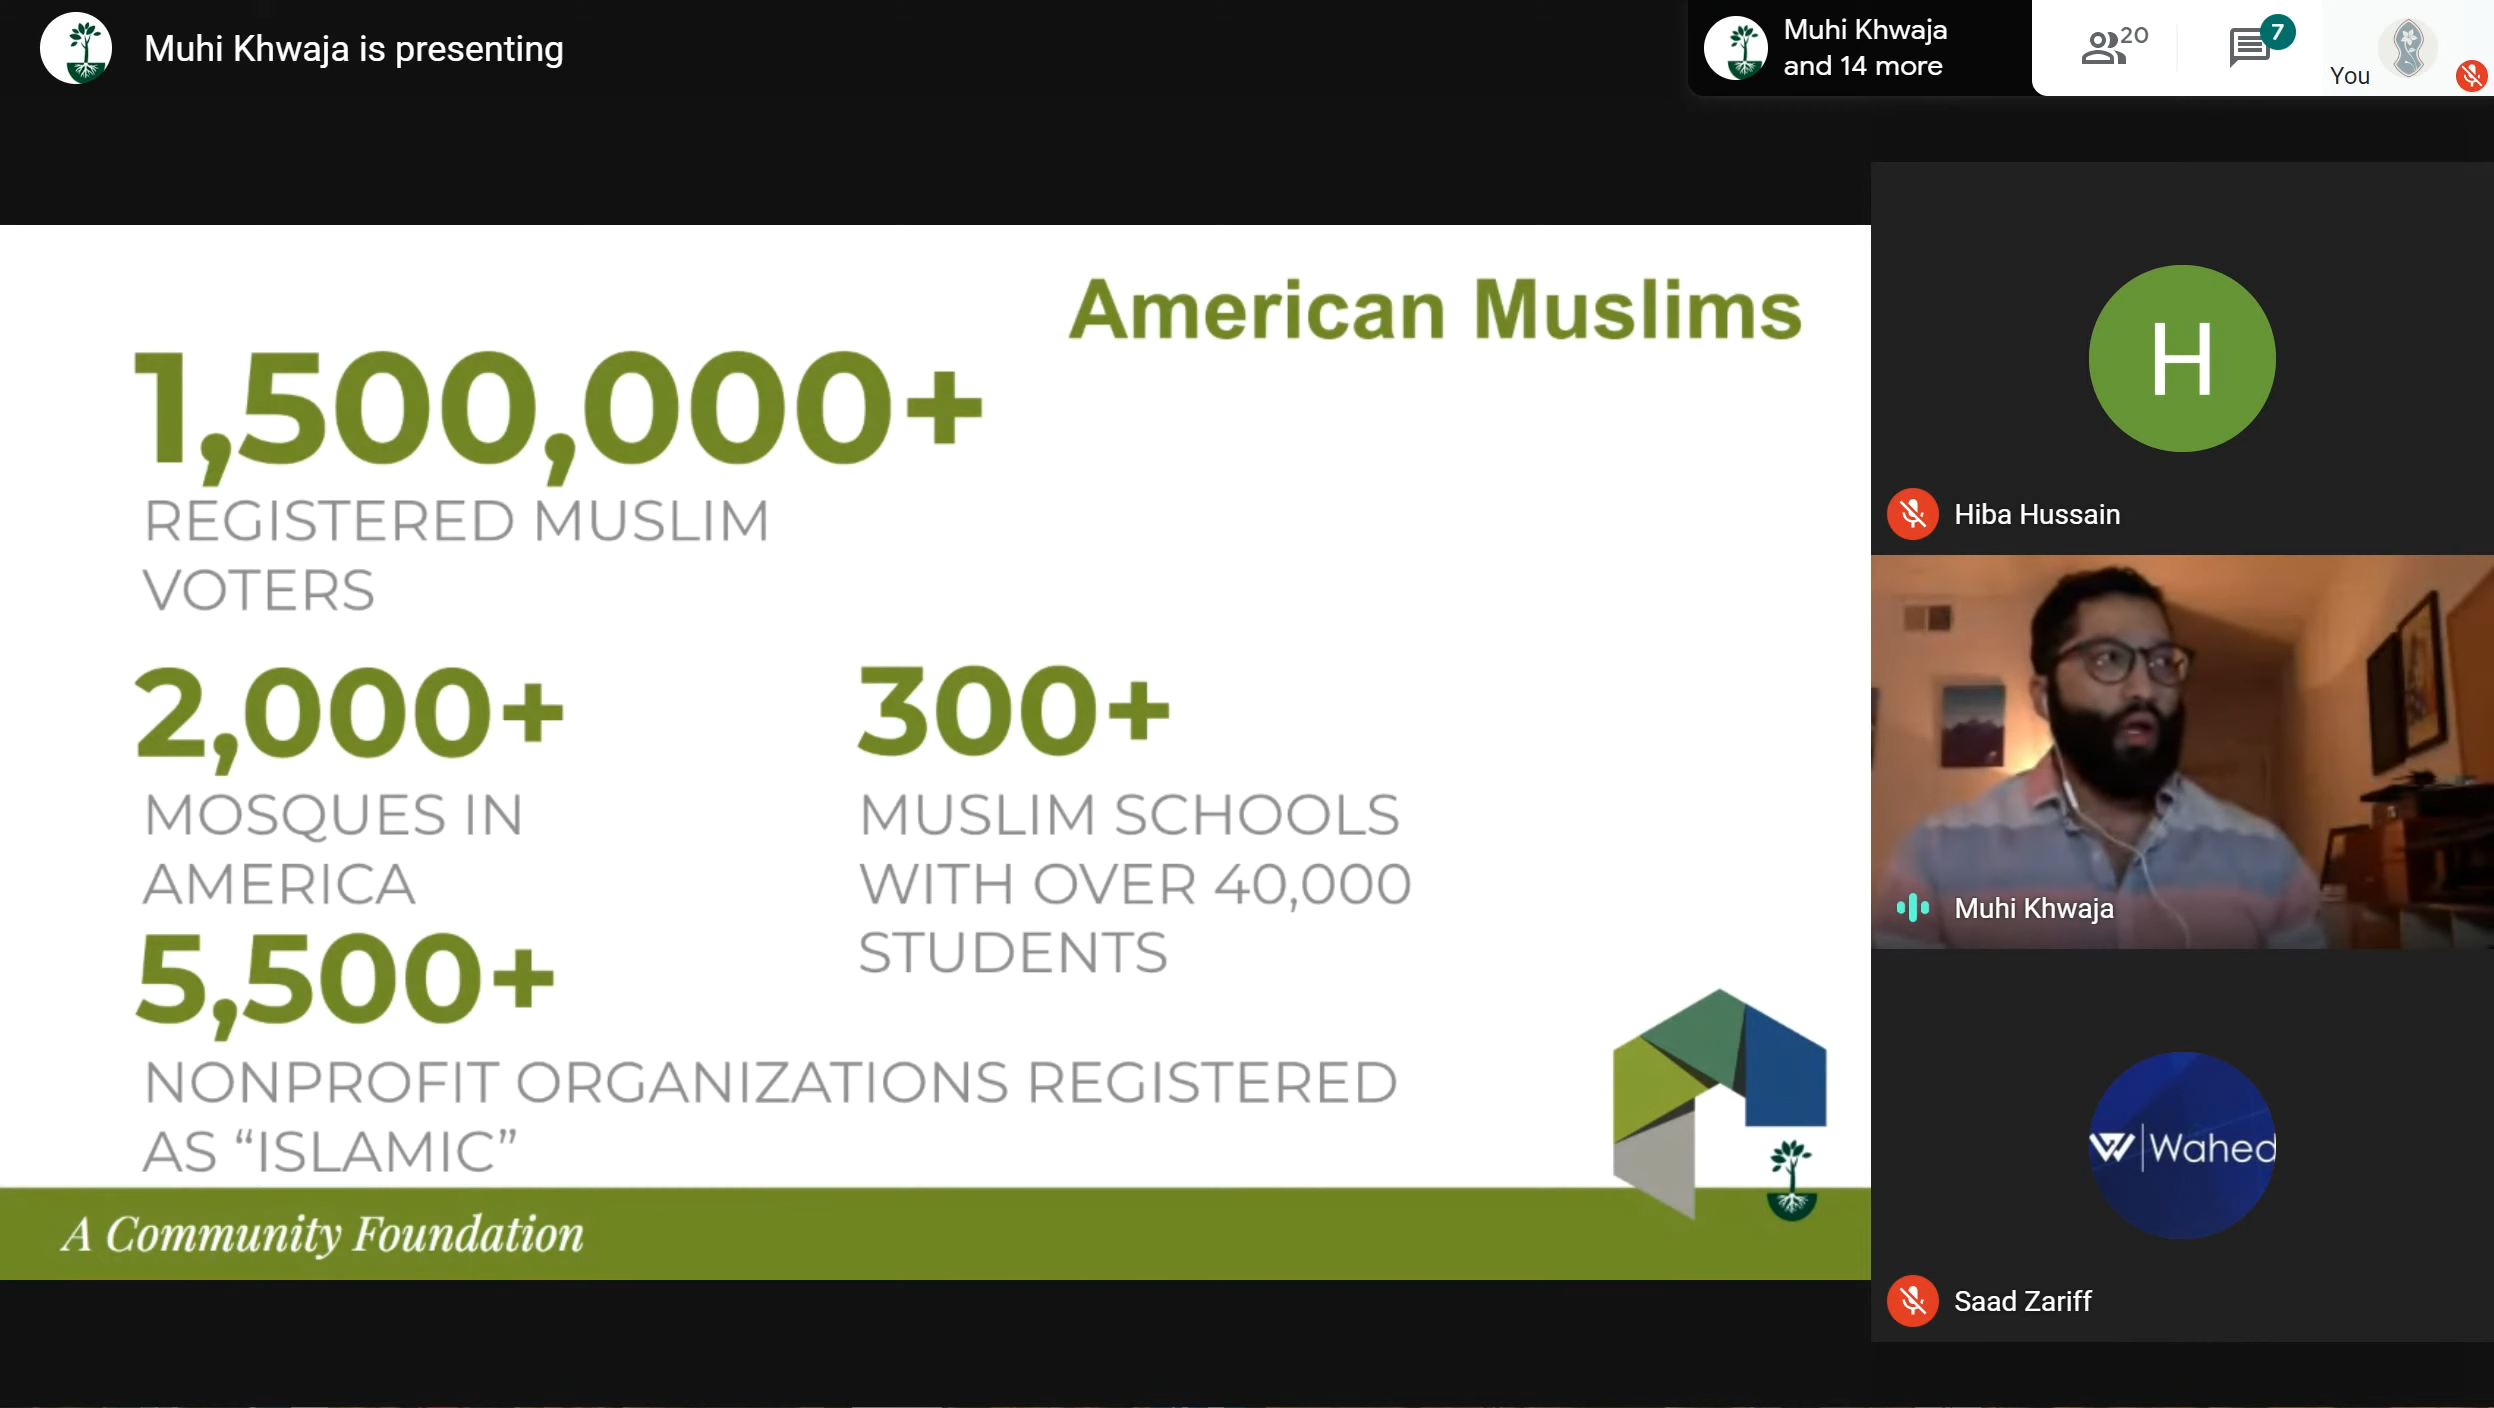 Muhi Khwaja is presenting
Muhi Khwaja
and 14 more
20
7
You
American Muslims
1,500,000+
REGISTERED MUSLIM
VOTERS
2,000+
MOSQUES IN
AMERICA
300+
MUSLIM SCHOOLS
WITH OVER 40,000
STUDENTS
5,500+
NONPROFIT ORGANIZATIONS REGISTERED
AS “ISLAMIC”
A Community Foundation
H
Hiba Hussain
Muhi Khwaja
Wahed
Saad Zariff